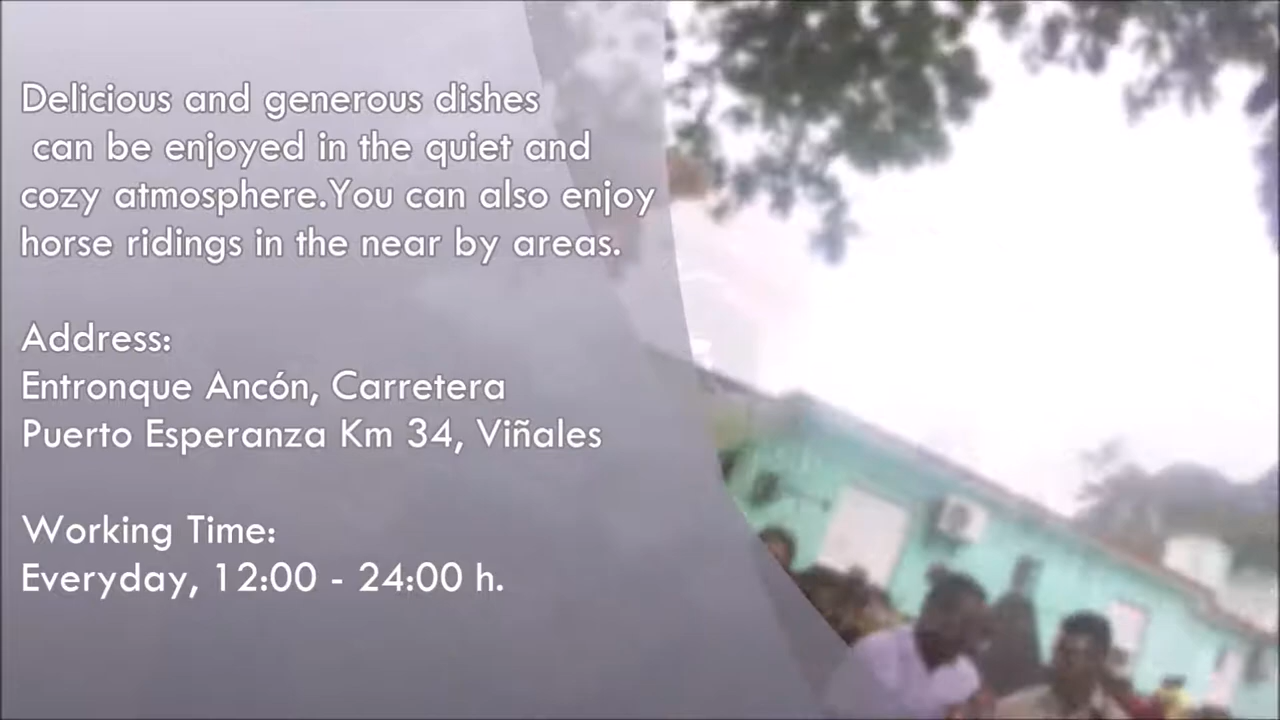 Delicious and generous dishes
can be enjoyed in the quiet and
cozy atmosphere.You can also enjoy
horse ridings in the near by areas.
Address:
Entronque Ancón, Carretera
Puerto Esperanza Km 34, Viñales
Working Time:
Everyday, 12:00 - 24:00 h.